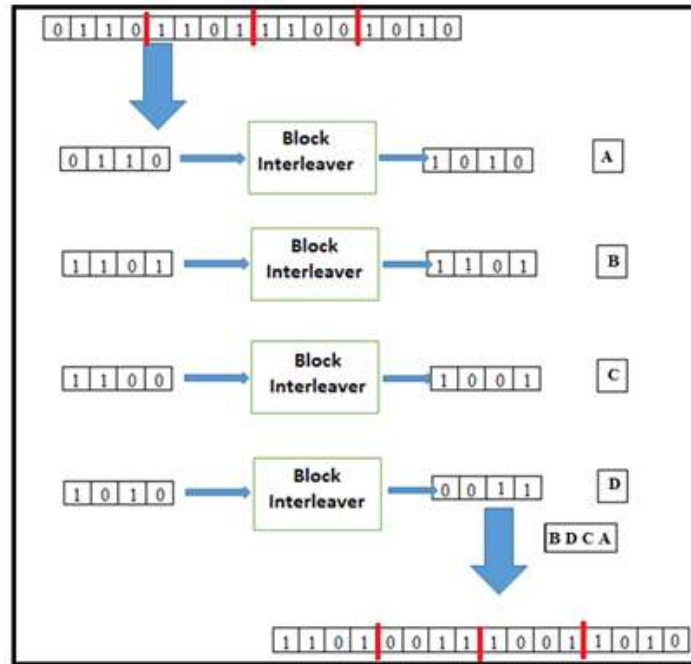 0 1 1 0 1 1 0 1 1 1 0 0 1 0 1 0
Block
Interleaver
0 1 1 0
1 0 1 0
A
Block
Interleaver
1 1 0 1
1 1 0 1
B
Block
Interleaver
1 1 0 0
1 0 0 1
C
Block
Interleaver
1 0 1 0
0 0 1 1
D
B D C A
1 1 0 1 0 0 1 1 1 0 0 1 1 0 1 0